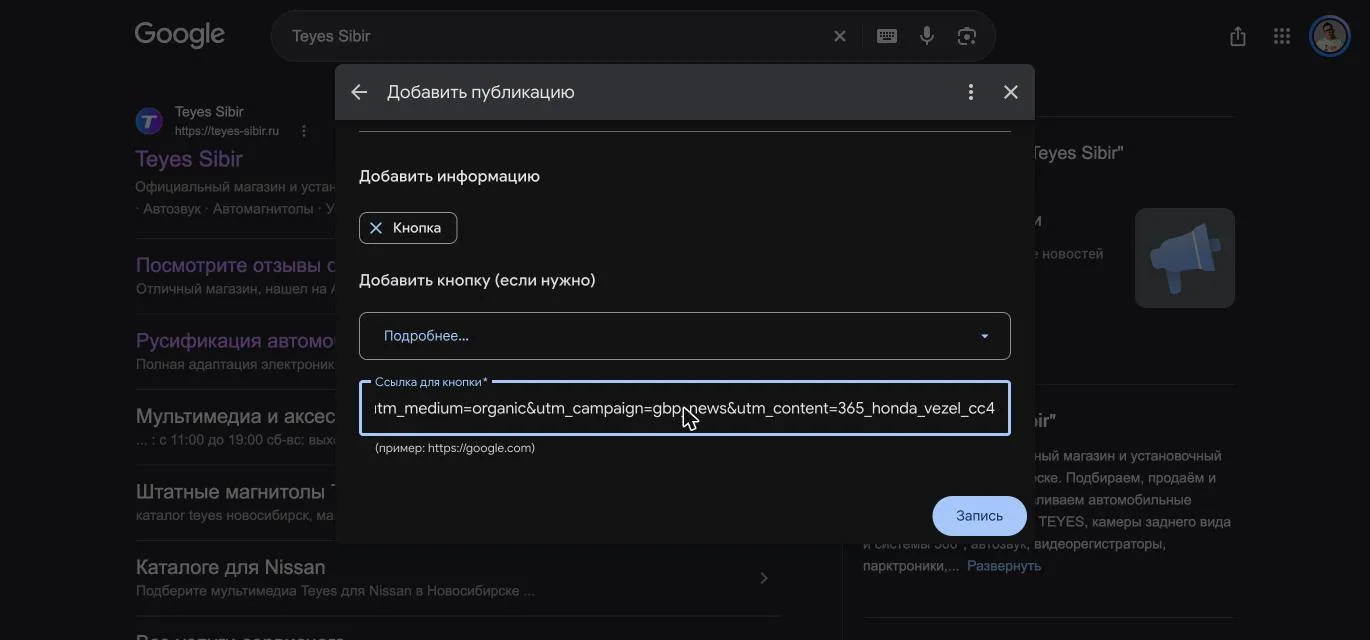 Google
Teyes Sibir
Добавить публикацию
Teyes Sibir
https://teyes-sibir.ru
Teyes Sibir
Официальный магазин и устан
· Автозвук · Автомагнитолы · У
Посмотрите отзывы о
Отличный магазин, нашел на
Русификация автомо
Полная адаптация электроник
Мультимедиа и аксес
... : с 11:00 до 19:00 сб-вс: выхо
Штатные магнитолы
каталог teyes новосибирск, ма
Каталоге для Nissan
Подберите мультимедиа Teyes для Nissan в Новосибирске ...
Добавить информацию
Кнопка
Добавить кнопку (если нужно)
Подробнее...
Ссылка для кнопки*
utm_medium=organic&utm_campaign=gbp_news&utm_content=365_honda_vezel_cc4
(пример: https://google.com)
Запись
Teyes Sibir"
и
е новостей
bir"
ный магазин и установочный
рске. Подбираем, продаём и
вливаем автомобильные
TEYES, камеры заднего вида
и системы 360°, автозвук, видеорегистраторы,
парктроники,... Развернуть